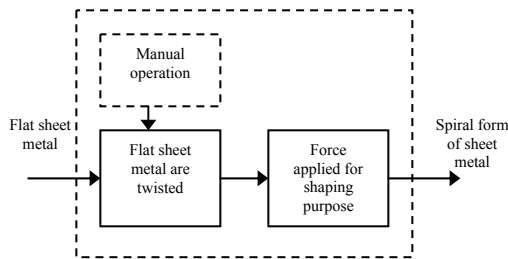 Manual
operation
Flat sheet
metal
Flat sheet
metal are
twisted
Force
applied for
shaping
purpose
Spiral form
of sheet
metal